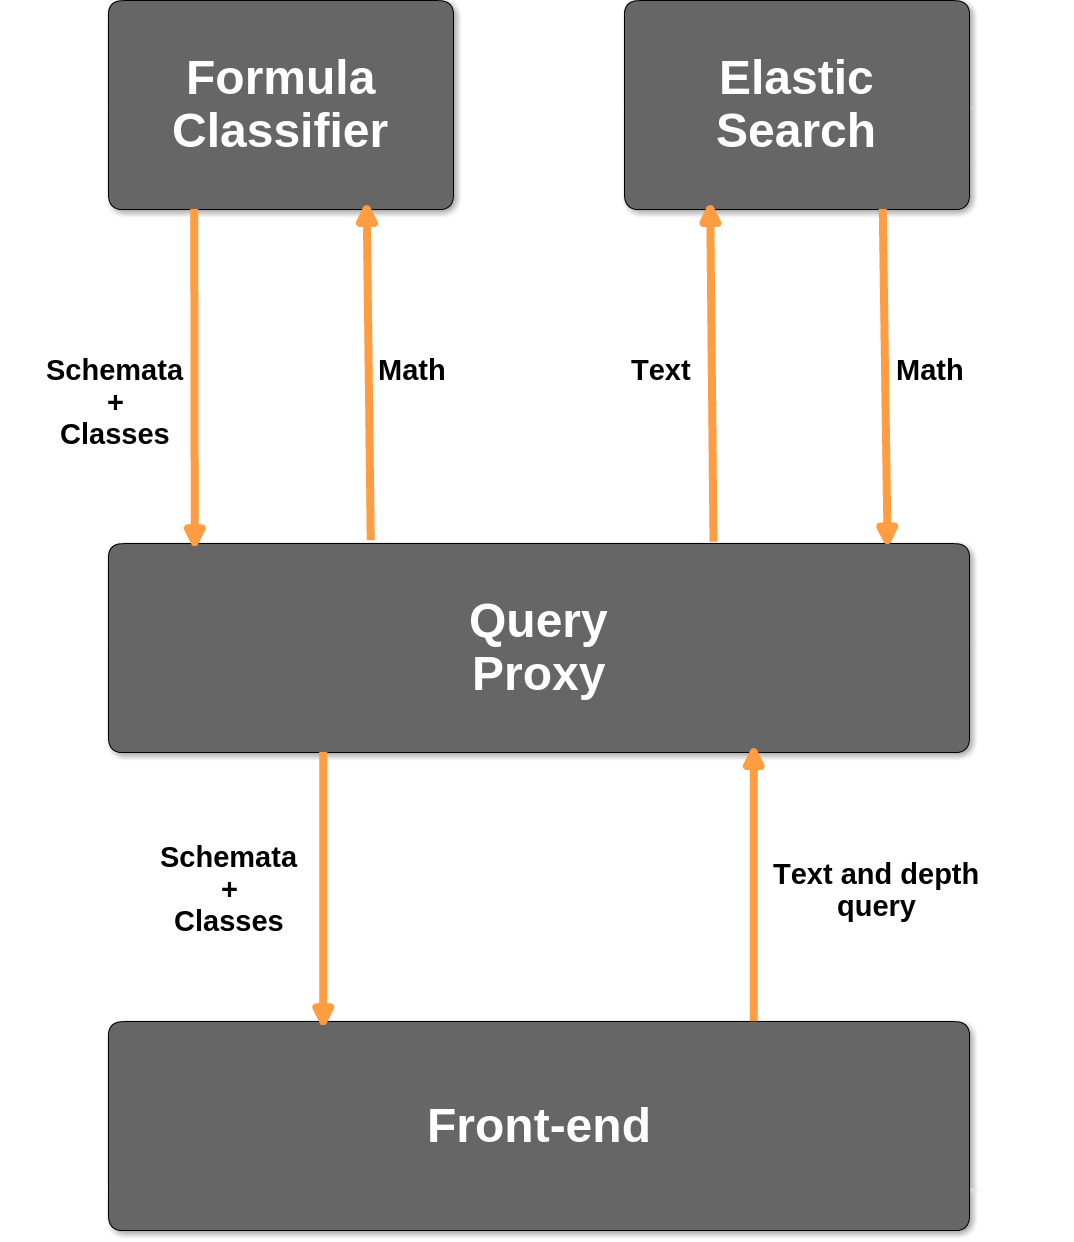 Formula
Classifier
Elastic
Search
Schemata
+
Classes
Math
Text
Math
Query
Proxy
Schemata
+
Classes
Text and depth
query
Front-end